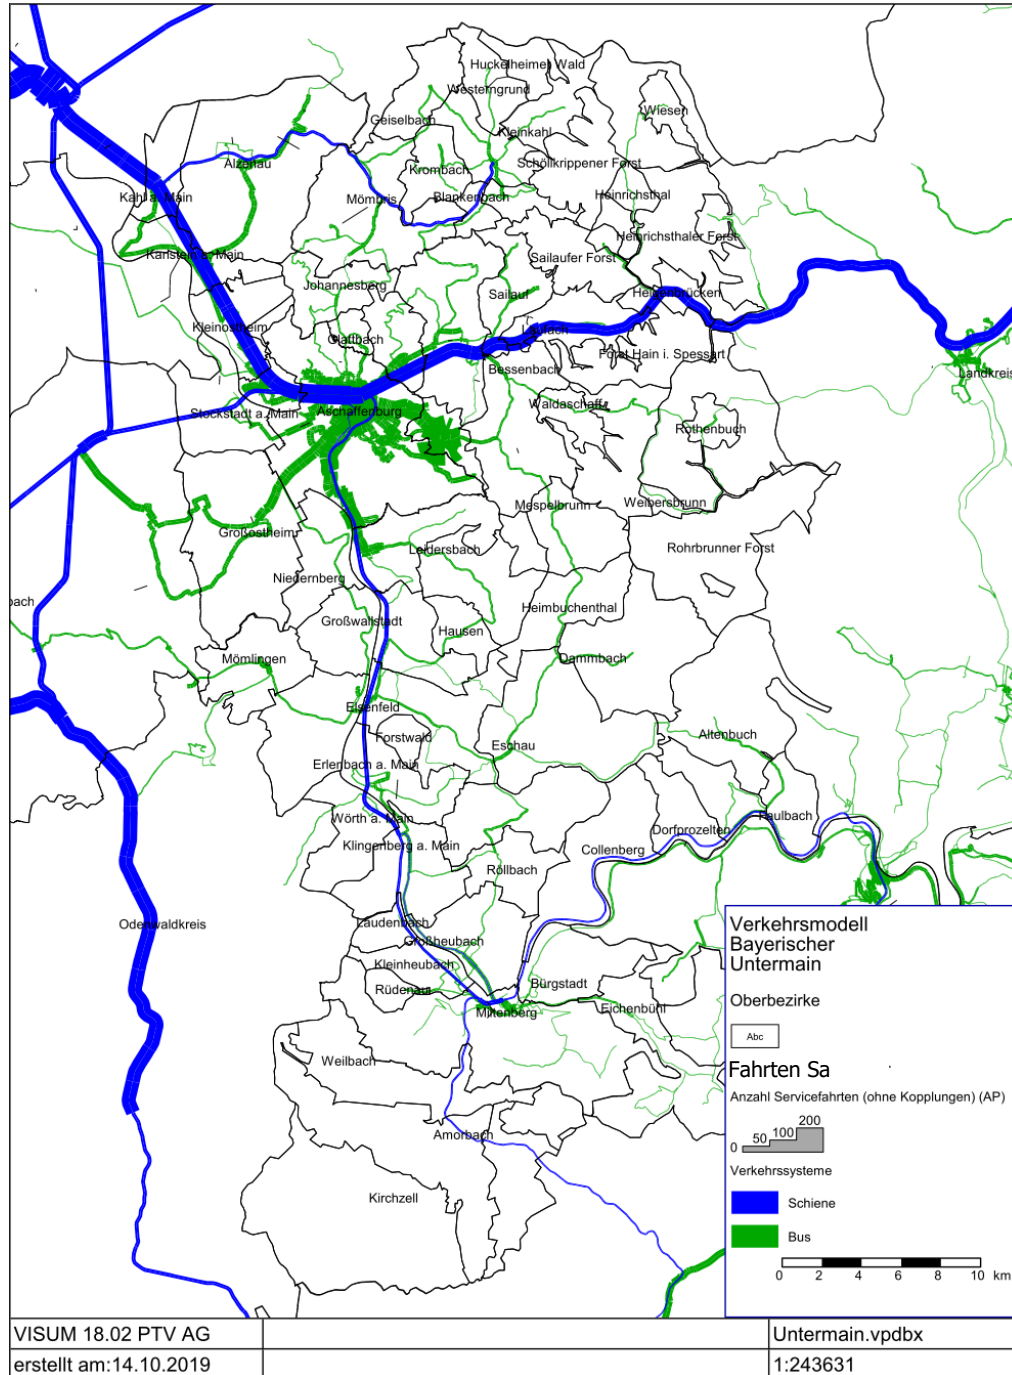 Huckelheimer Wald
Westerngrund
Wiesen
Geiselbach
Kleinkahl
Alzenau
Krombach
Schöllkrippener Forst
Kahl a. Main
Mömbris
Blankenbach
Heinrichsthal
Heinrichsthaler Forst
Karlstein a. Main
Sailaufer Forst
Johannesberg
Sailauf
Heigenbrücken
Kleinostheim
Glattbach
Laufach
Forst Hain i. Spessart
Bessenbach
Landkreis
Stockstadt a. Main
Aschaffenburg
Waldaschaff
Rothenbuch
Mespelbrunn
Weibersbrunn
Großostheim
Leidersbach
Rohrbrunner Forst
Niedernberg
bach
Großwallstadt
Heimbuchenthal
Hausen
Mömlingen
Dammbach
Elsenfeld
Forstwald
Eschau
Altenbuch
Erlenbach a. Main
Wörth a. Main
Faulbach
Dorfprozelten
Klingenberg a. Main
Collenberg
Röllbach
Odenwaldkreis
Laudenbach
Großheubach
Kleinheubach
Rüdenau
Bürgstadt
Miltenberg
Eichenbühl
Weilbach
Amorbach
Kirchzell
Verkehrsmodell
Bayerischer
Untermain
Oberbezirke
Abc
Fahrten Sa
Anzahl Servicefahrten (ohne Kopplungen) (AP)
0 50 100 200
Verkehrssysteme
Schiene
Bus
0 2 4 6 8 10 km
VISUM 18.02 PTV AG
Untermain.vpdbx
erstellt am:14.10.2019
1:243631